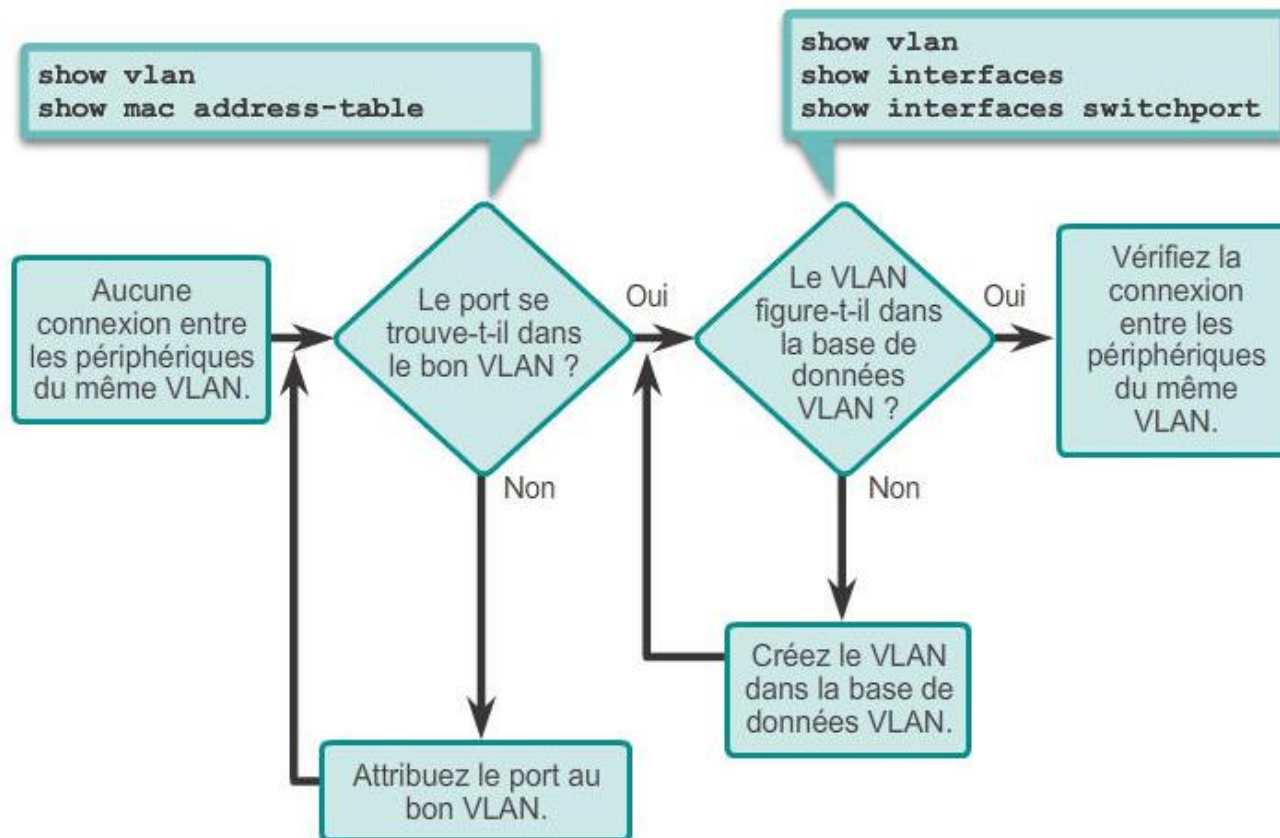 show vlan
show mac address-table
show vlan
show interfaces
show interfaces switchport
Aucune
connexion entre
les périphériques
du même VLAN.
Le port se
trouve-t-il dans
le bon VLAN ?
Oui
Le VLAN
figure-t-il dans
la base de
données
VLAN ?
Oui
Vérifiez la
connexion
entre les
périphériques
du même
VLAN.
Non
Non
Créez le VLAN
dans la base de
données VLAN.
Attribuez le port au
bon VLAN.